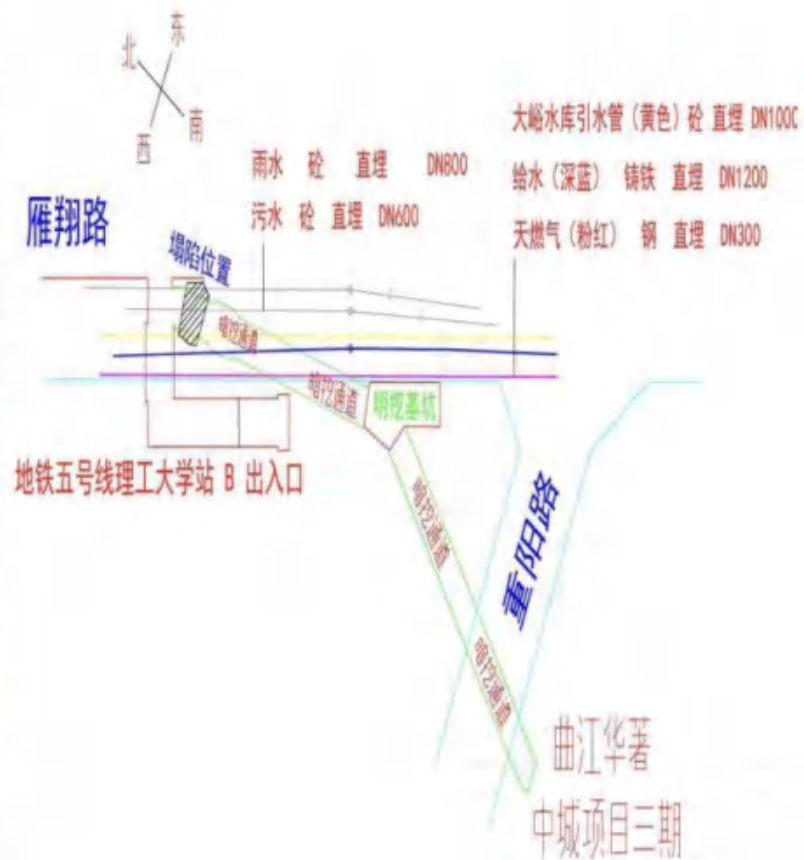 东
北
南
西
大峪水库引水管（黄色）砼 直埋 DN100C
雨水 砼 直埋 DN800
给水（深蓝） 铸铁 直埋 DN1200
污水 砼 直埋 DN600
天燃气（粉红） 钢 直埋 DN300
雁翔路
塌陷位置
暗挖通道
暗挖通道
明挖基坑
地铁五号线理工大学站 B 出入口
暗挖通道
重阳路
暗挖通道
曲江华著
中城项目三期